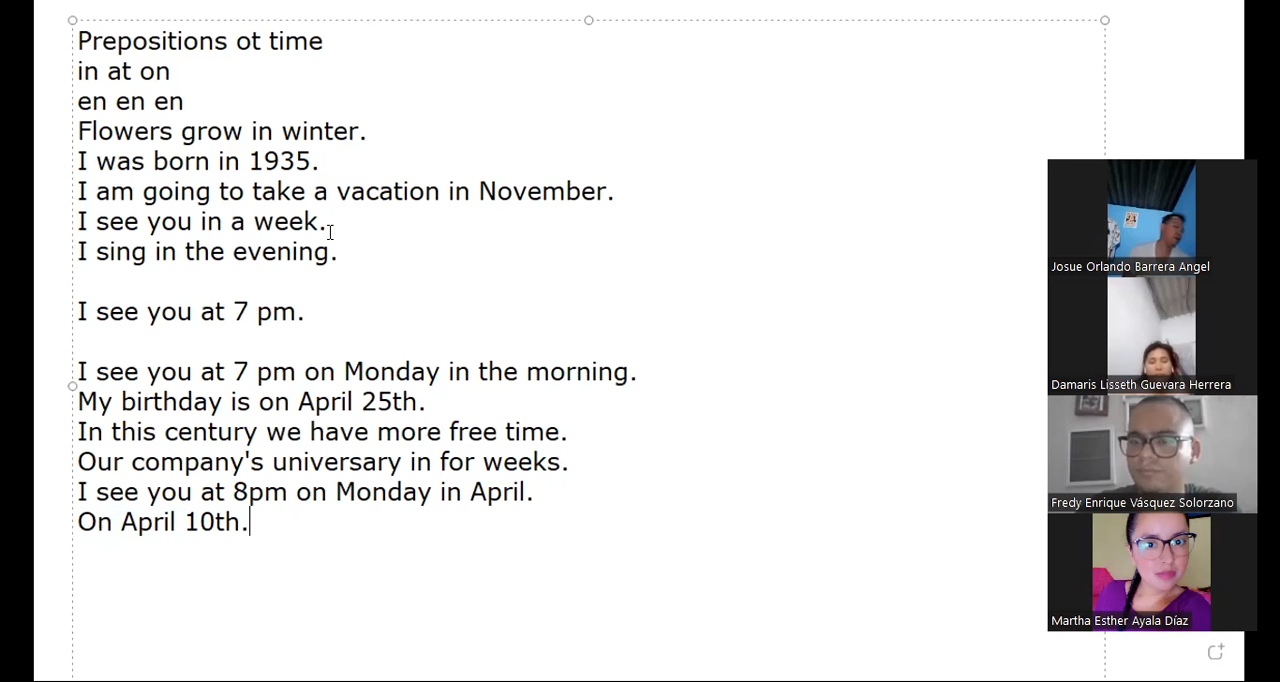 Prepositions ot time
in at on
en en en
Flowers grow in winter.
I was born in 1935.
I am going to take a vacation in November.
I see you in a week.
I sing in the evening.
I see you at 7 pm.
I see you at 7 pm on Monday in the morning.
My birthday is on April 25th.
In this century we have more free time.
Our company's universary in for weeks.
I see you at 8pm on Monday in April.
On April 10th.
Josue Orlando Barrera Angel
Damaris Lisseth Guevara Herrera
Fredy Enrique Vásquez Solorzano
Martha Esther Ayala Díaz